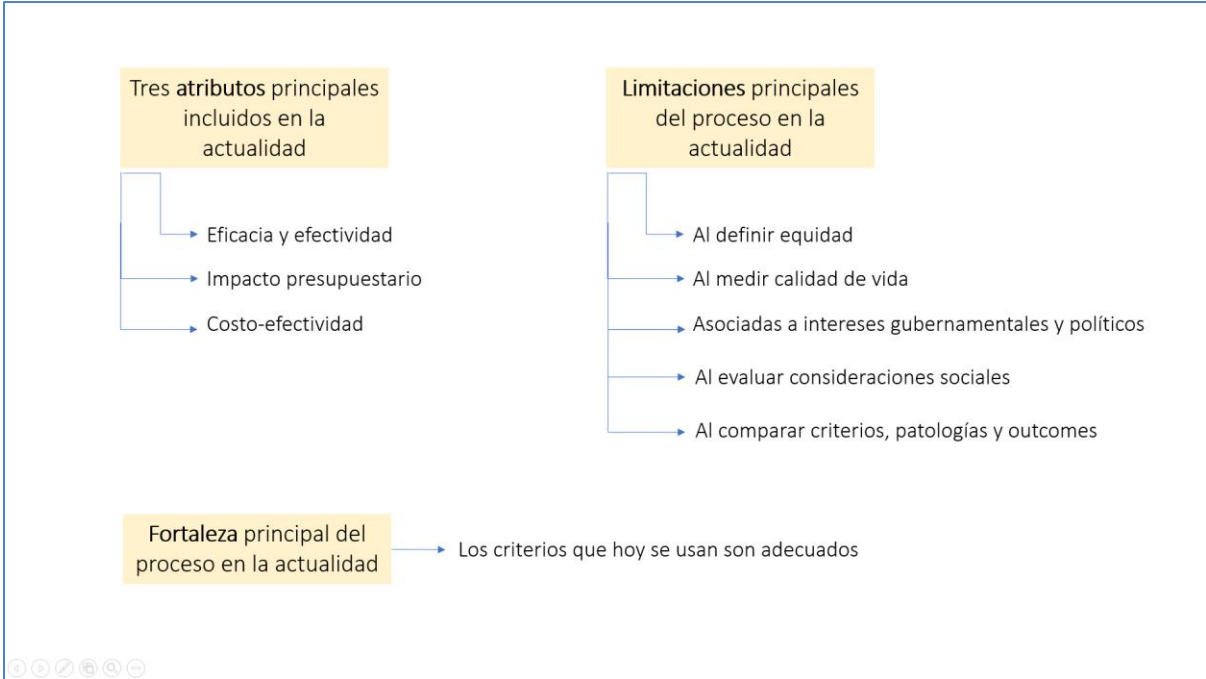 Tres atributos principales
incluidos en la
actualidad
Eficacia y efectividad
Impacto presupuestario
Costo-efectividad
Limitaciones principales
del proceso en la
actualidad
Al definir equidad
Al medir calidad de vida
Asociadas a intereses gubernamentales y políticos
Al evaluar consideraciones sociales
Al comparar criterios, patologías y outcomes
Fortaleza principal del
proceso en la actualidad
Los criterios que hoy se usan son adecuados